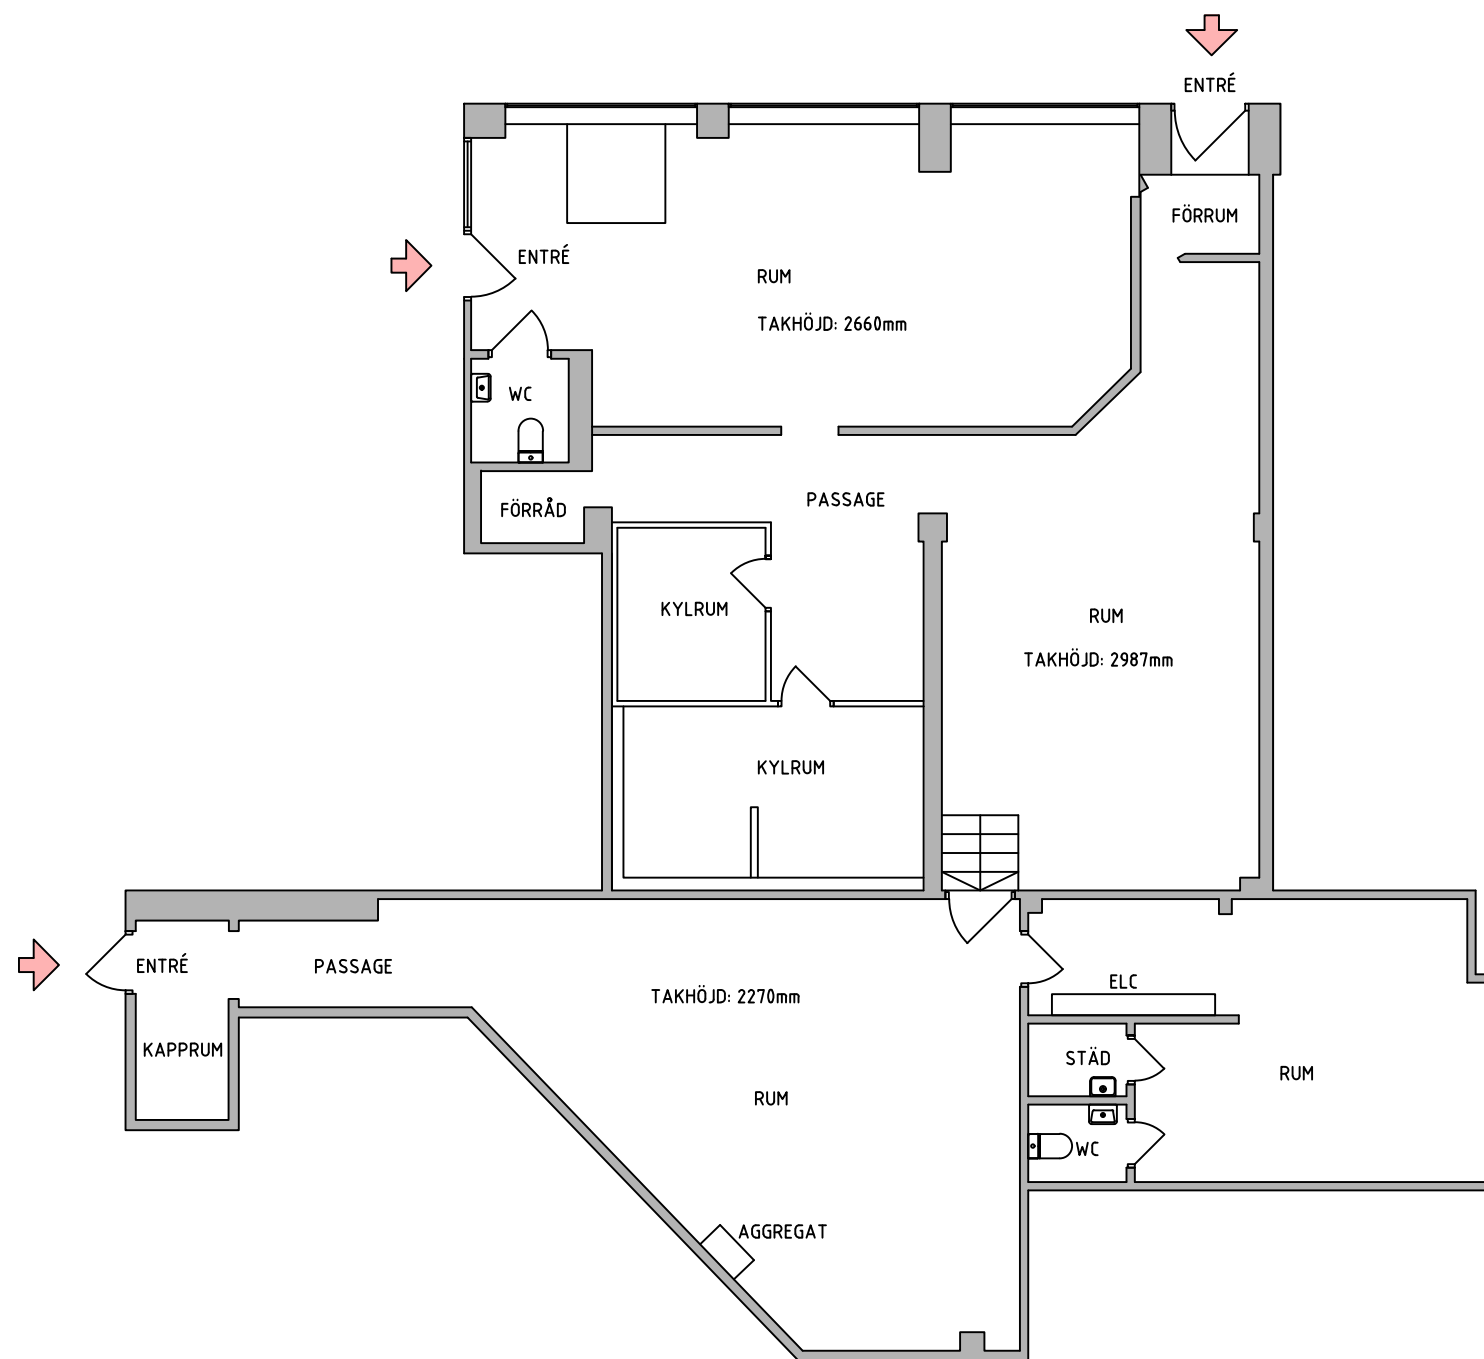 ENTRÉ
FÖRRUM
ENTRÉ
RUM
TAKHÖJD: 2660mm
WC
PASSAGE
FÖRRÅD
KYLRUM
RUM
TAKHÖJD: 2987mm
KYLRUM
ENTRÉ
PASSAGE
ELC
TAKHÖJD: 2270mm
KAPPRUM
STÄD
RUM
RUM
WC
AGGREGAT